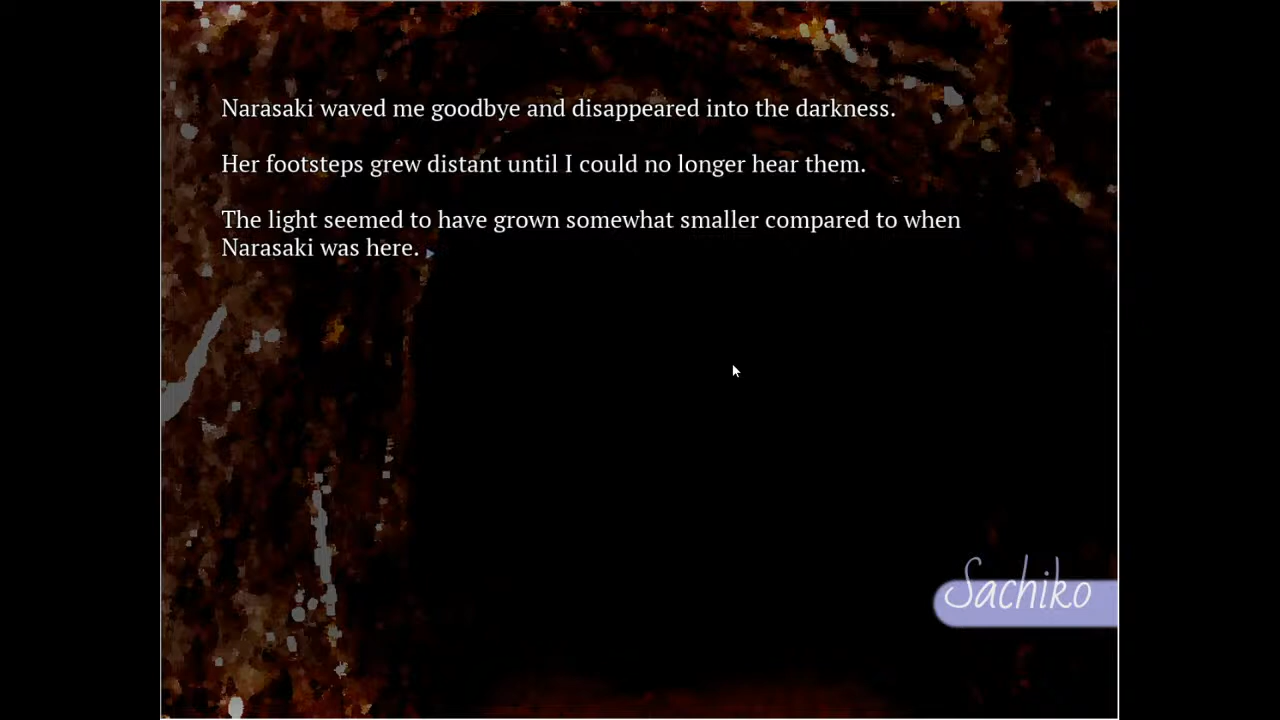 Narasaki waved me goodbye and disappeared into the darkness.
Her footsteps grew distant until I could no longer hear them.
The light seemed to have grown somewhat smaller compared to when
Narasaki was here.
Sachiko